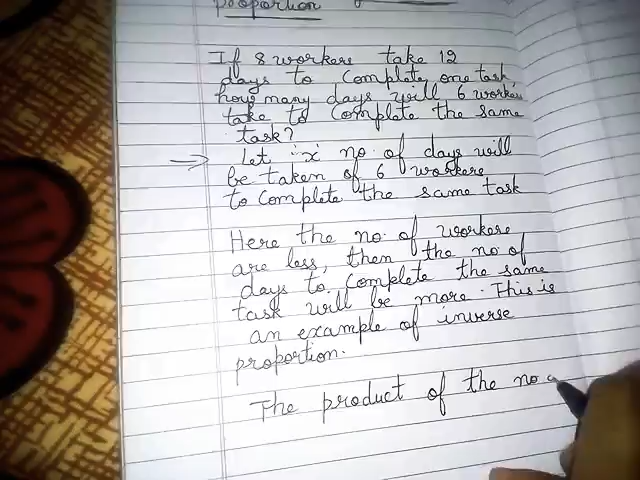 proportion
If 8 workers take 12
days to complete one task
how many days will 6 workers
take to complete the same
task?
⇒ Let 'x' no. of days will
be taken of 6 workers
to complete the same task
Here the no. of workers
are less, then the no of
days to complete the same
task will be more. This is
an example of inverse
proportion.
The product of the no